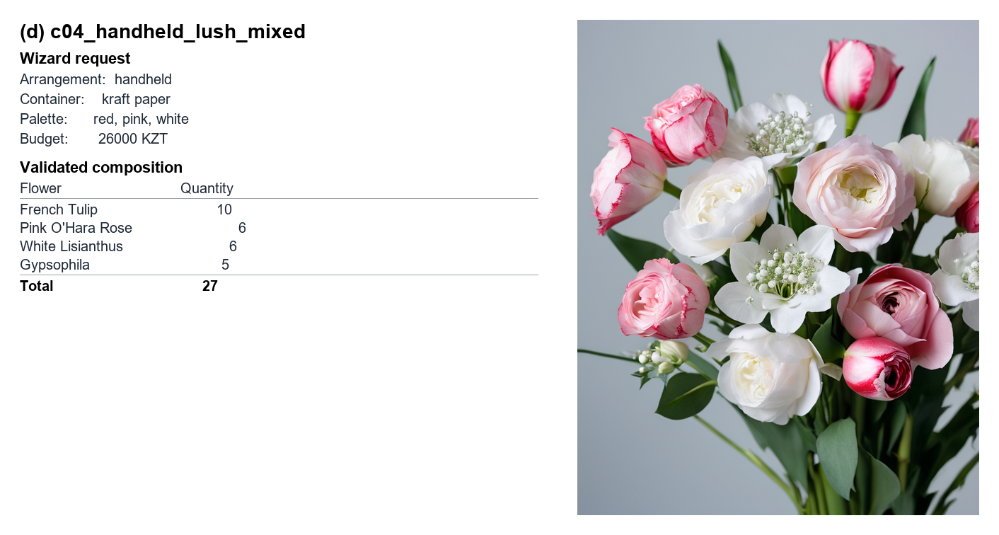 (d) c04_handheld_lush_mixed
Wizard request
Arrangement: handheld
Container: kraft paper
Palette: red, pink, white
Budget: 26000 KZT
Validated composition
Flower Quantity
French Tulip 10
Pink O'Hara Rose 6
White Lisianthus 6
Gypsophila 5
Total 27